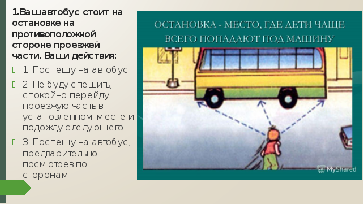 1.Ваш автобус стоит на
остановке на
противоположной
стороне проезжей
части. Ваши действия:
1. Поспешу на автобус
2. Не буду спешить,
спокойно перейду
проезжую часть в
установленном месте и
подожду следующего
3. Поспешу на автобус,
предварительно
посмотрев по
сторонам
ОСТАНОВКА - МЕСТО, ГДЕ ДЕТИ ЧАЩЕ
ВСЕГО ПОПАДАЮТ ПОД МАШИНУ
MyShared